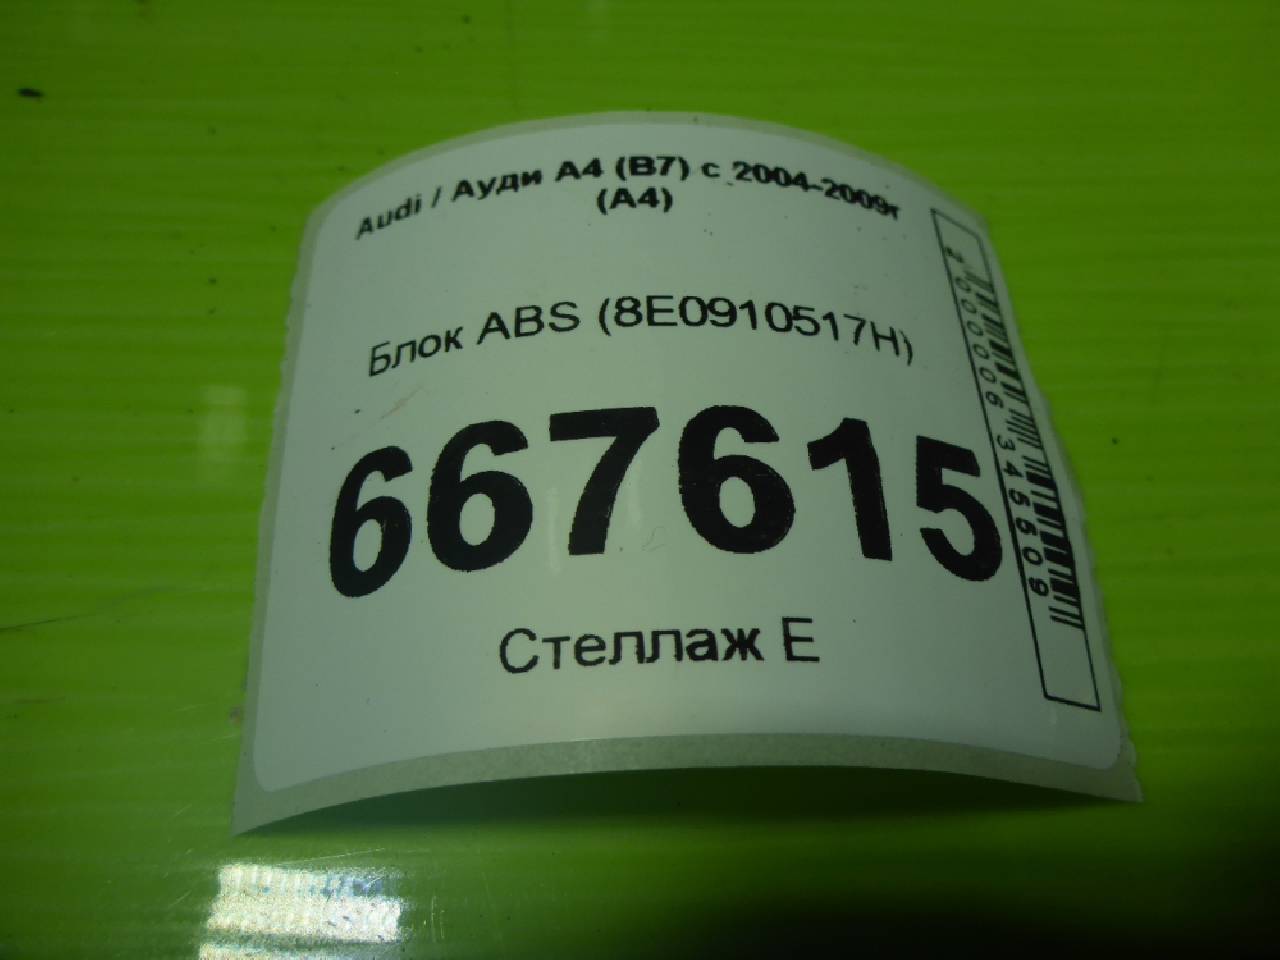 Audi / Ауди А4 (B7) с 2004-2009г
(A4)
Блок ABS (8E0910517H)
667615
Стеллаж E